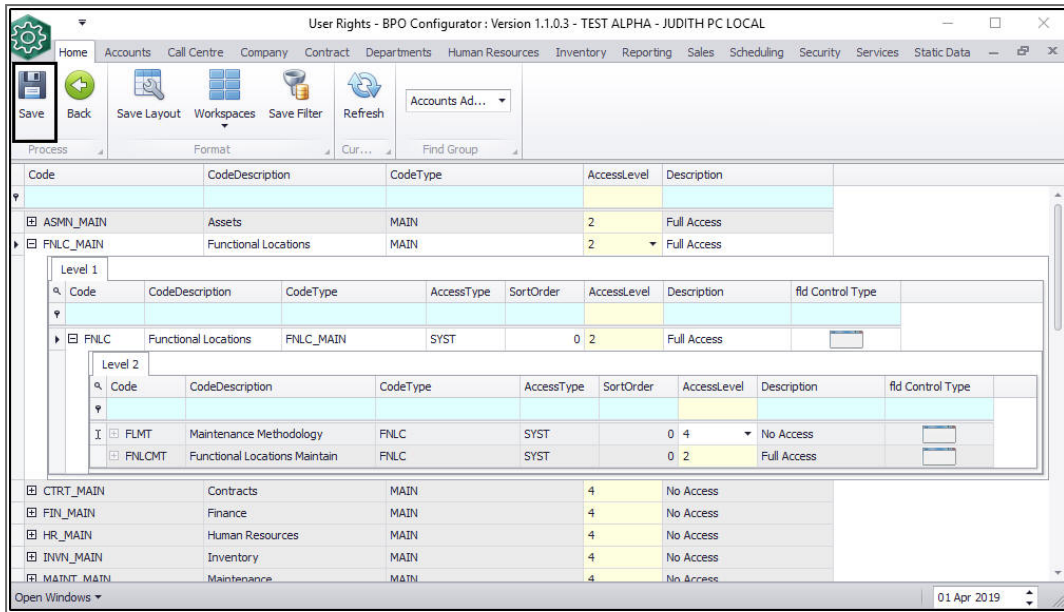 User Rights - BPO Configurator : Version 1.1.0.3 - TEST ALPHA - JUDITH PC LOCAL
Home Accounts Call Centre Company Contract Departments Human Resources Inventory Reporting Sales Scheduling Security Services Static Data
Save Back Save Layout Workspaces Save Filter Refresh Accounts Ad...
Process Format Cur... Find Group
Code CodeDescription CodeType AccessLevel Description
ASMN_MAIN Assets MAIN 2 Full Access
FNLC_MAIN Functional Locations MAIN 2 Full Access
Level 1
Code CodeDescription CodeType AccessType SortOrder AccessLevel Description fld Control Type
FNLC Functional Locations FNLC_MAIN SYST 0 2 Full Access
Level 2
Code CodeDescription CodeType AccessType SortOrder AccessLevel Description fld Control Type
FLMT Maintenance Methodology FNLC SYST 0 4 No Access
FNLCMT Functional Locations Maintain FNLC SYST 0 2 Full Access
CTRT_MAIN Contracts MAIN 4 No Access
FIN_MAIN Finance MAIN 4 No Access
HR_MAIN Human Resources MAIN 4 No Access
INVN_MAIN Inventory MAIN 4 No Access
MAINT_MAIN Maintenance MAIN 4 No Access
Open Windows 01 Apr 2019